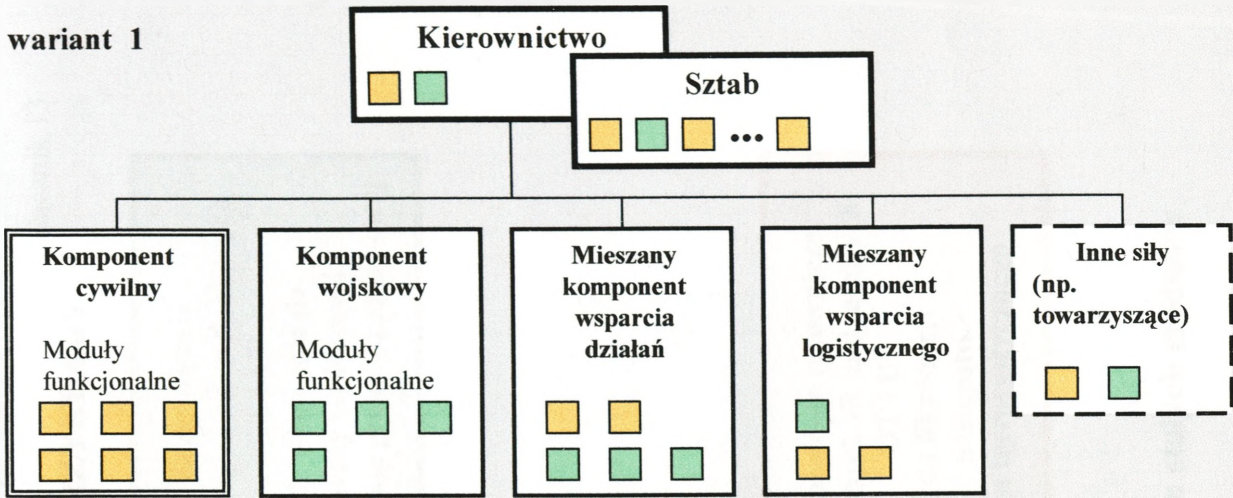 wariant 1
Kierownictwo
Sztab
...
Komponent
cywilny
Moduły
funkcjonalne
Komponent
wojskowy
Moduły
funkcjonalne
Mieszany
komponent
wsparcia
działań
Mieszany
komponent
wsparcia
logistycznego
Inne siły
(np.
towarzyszące)